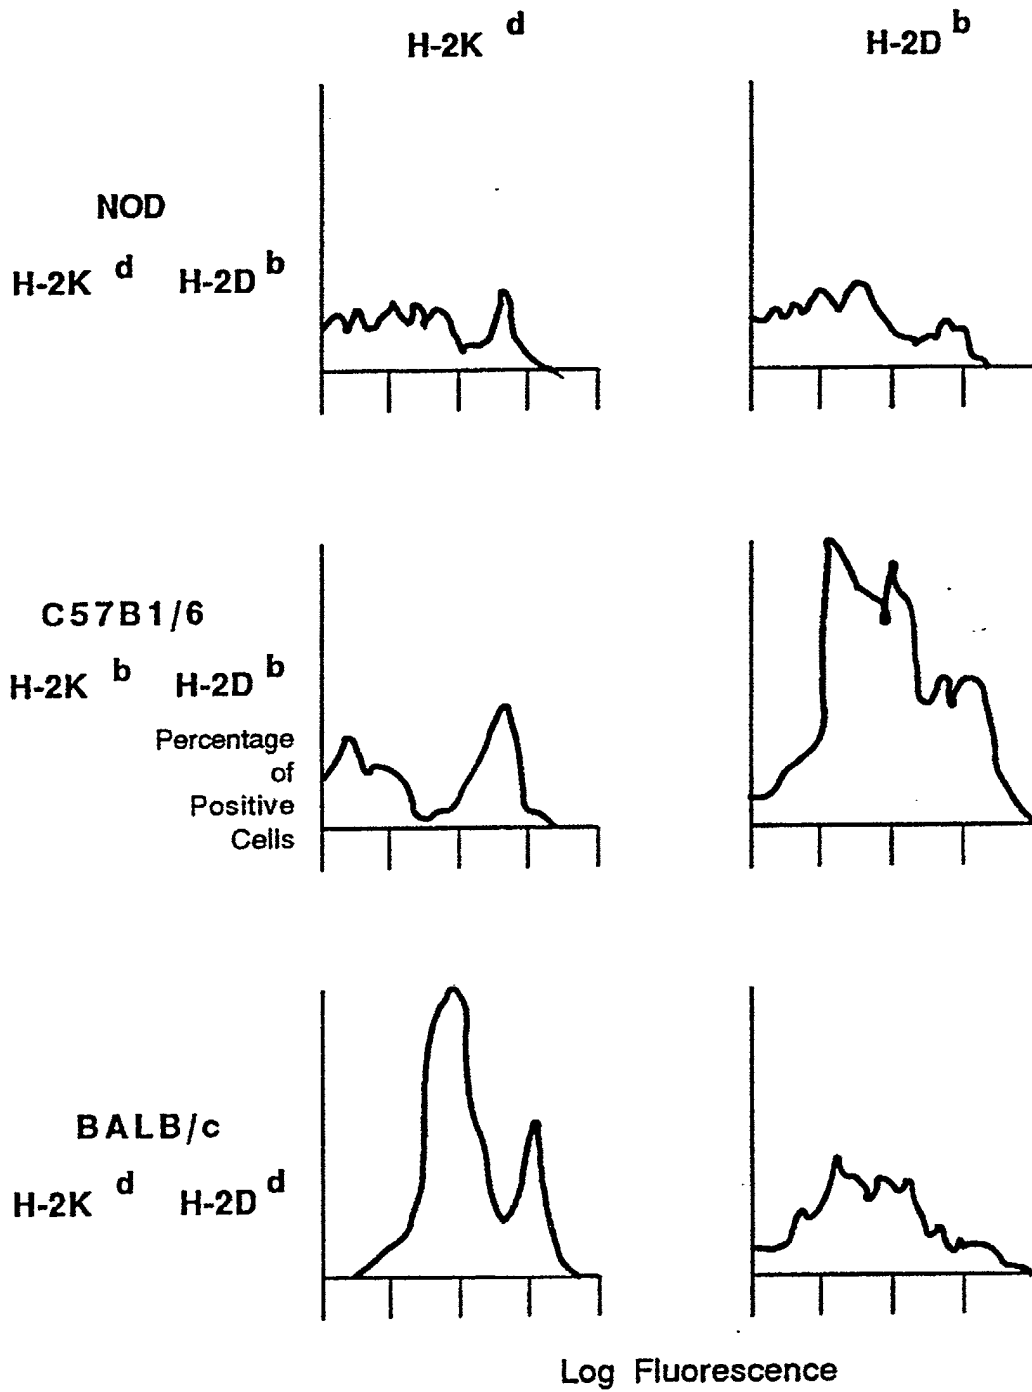 H-2K d H-2D b
NOD
H-2K d H-2D b
C57B1/6
H-2K b H-2D b
Percentage
of
Positive
Cells
BALB/c
H-2K d H-2D d
Log Fluorescence